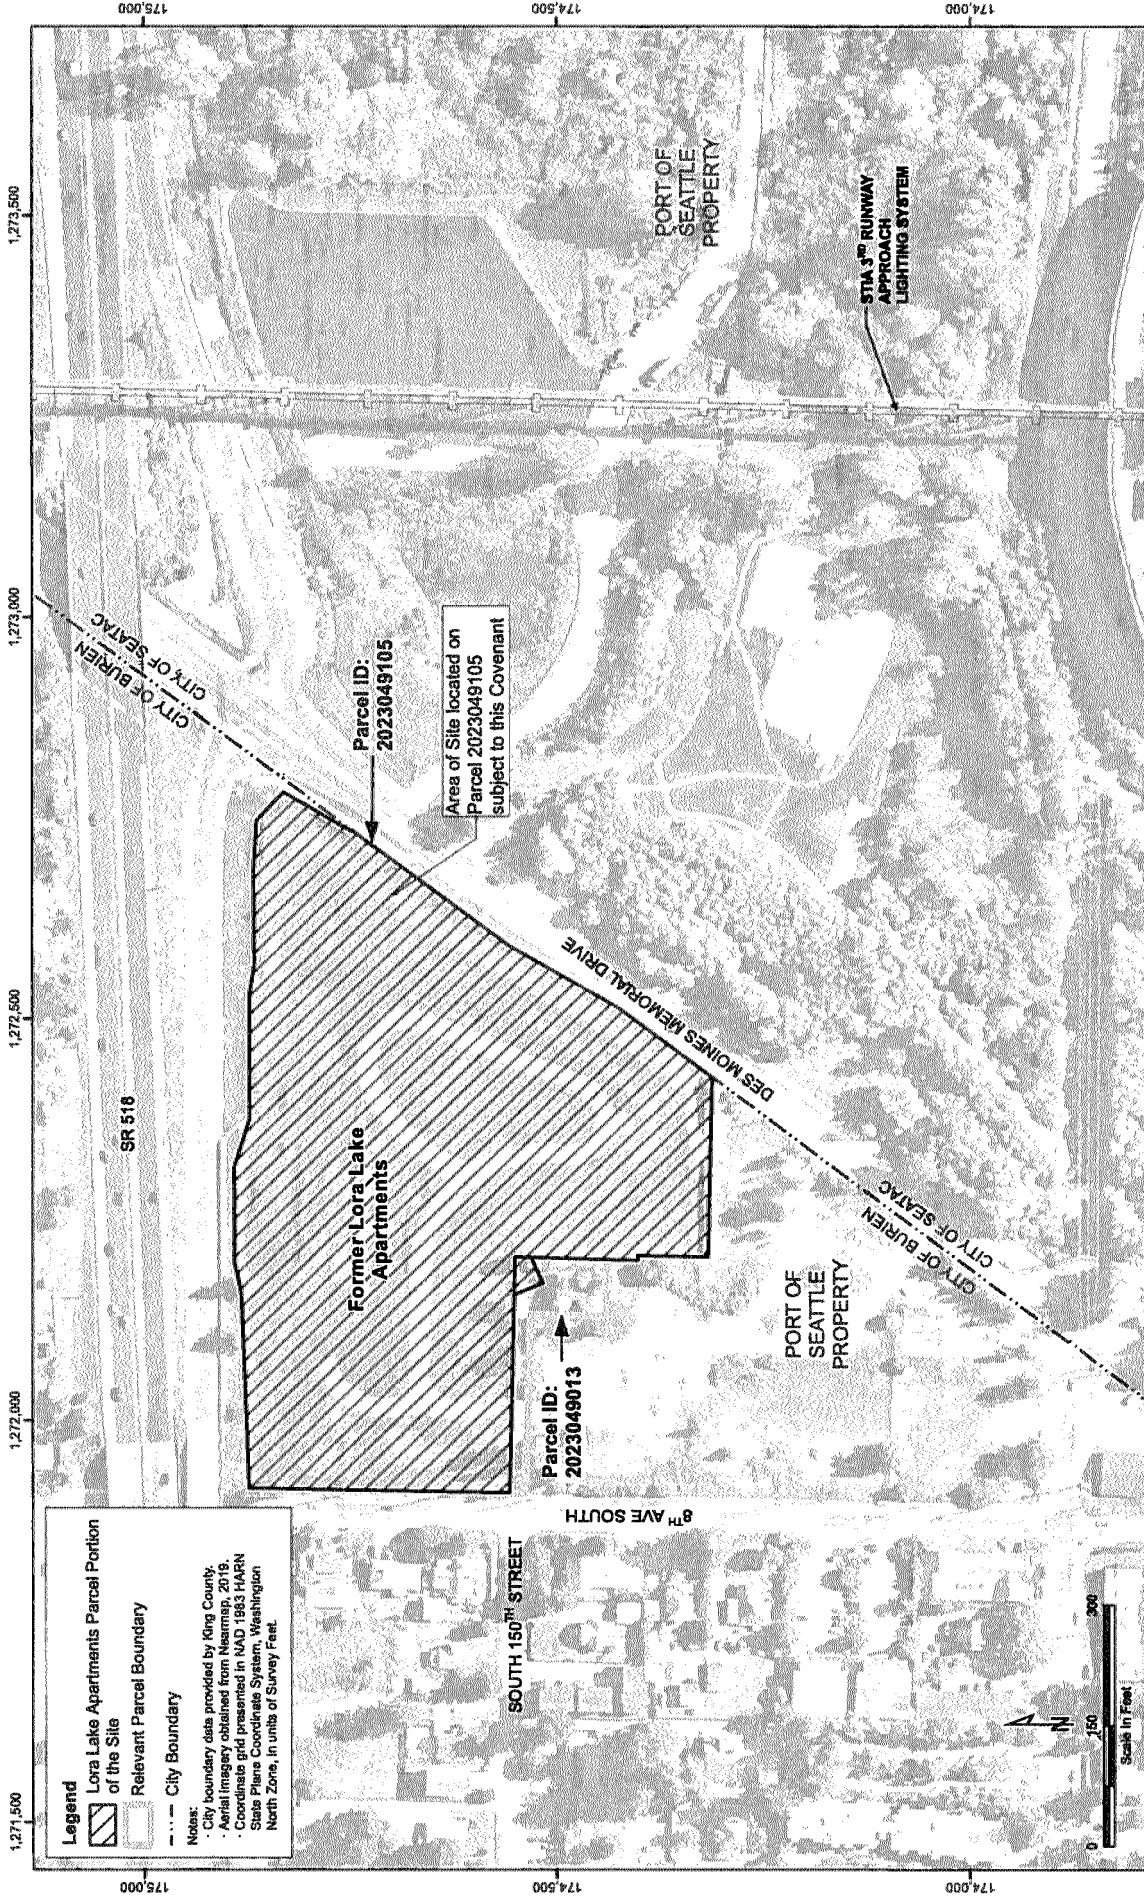 1,271,500
1,272,000
1,272,500
1,273,000
1,273,500
175,000
175,000
174,500
174,500
174,000
174,000
Legend
Lora Lake Apartments Parcel Portion
of the Site
Relevant Parcel Boundary
City Boundary
Notes:
· City boundary data provided by King County.
· Aerial imagery obtained from Nearmap, 2019.
· Coordinate grid presented in NAD 1983 HARN
State Plane Coordinate System, Washington
North Zone, in units of Survey Feet.
SR 518
CITY OF BURIEN
CITY OF SEATAC
Former Lora Lake
Apartments
Parcel ID:
2023049105
Area of Site located on
Parcel 2023049105
subject to this Covenant
PORT OF
SEATTLE
PROPERTY
STIA 3RD RUNWAY
APPROACH
LIGHTING SYSTEM
DES MOINES MEMORIAL DRIVE
Parcel ID:
2023049013
8TH AVE SOUTH
SOUTH 150TH STREET
PORT OF
SEATTLE
PROPERTY
CITY OF BURIEN
CITY OF SEATAC
N
0 150 300
Scale in Feet